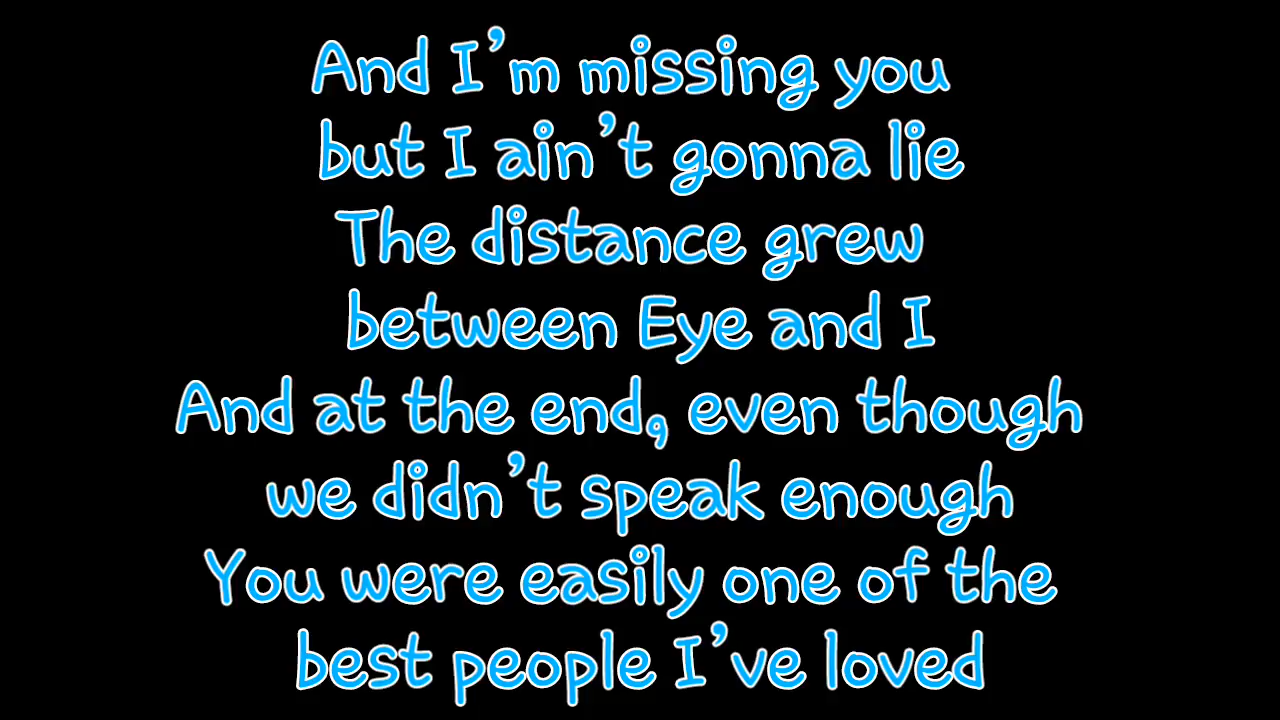 And I’m missing you
but I ain’t gonna lie
The distance grew
between Eye and I
And at the end, even though
we didn’t speak enough
You were easily one of the
best people I’ve loved